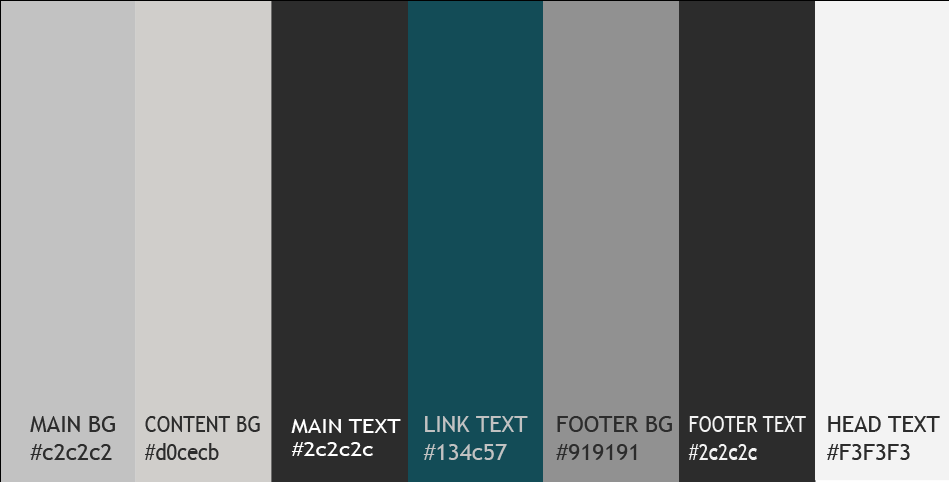 MAIN BG
#c2c2c2
CONTENT BG
#d0cecb
MAIN TEXT
#2c2c2c
LINK TEXT
#134c57
FOOTER BG
#919191
FOOTER TEXT
#2c2c2c
HEAD TEXT
#F3F3F3